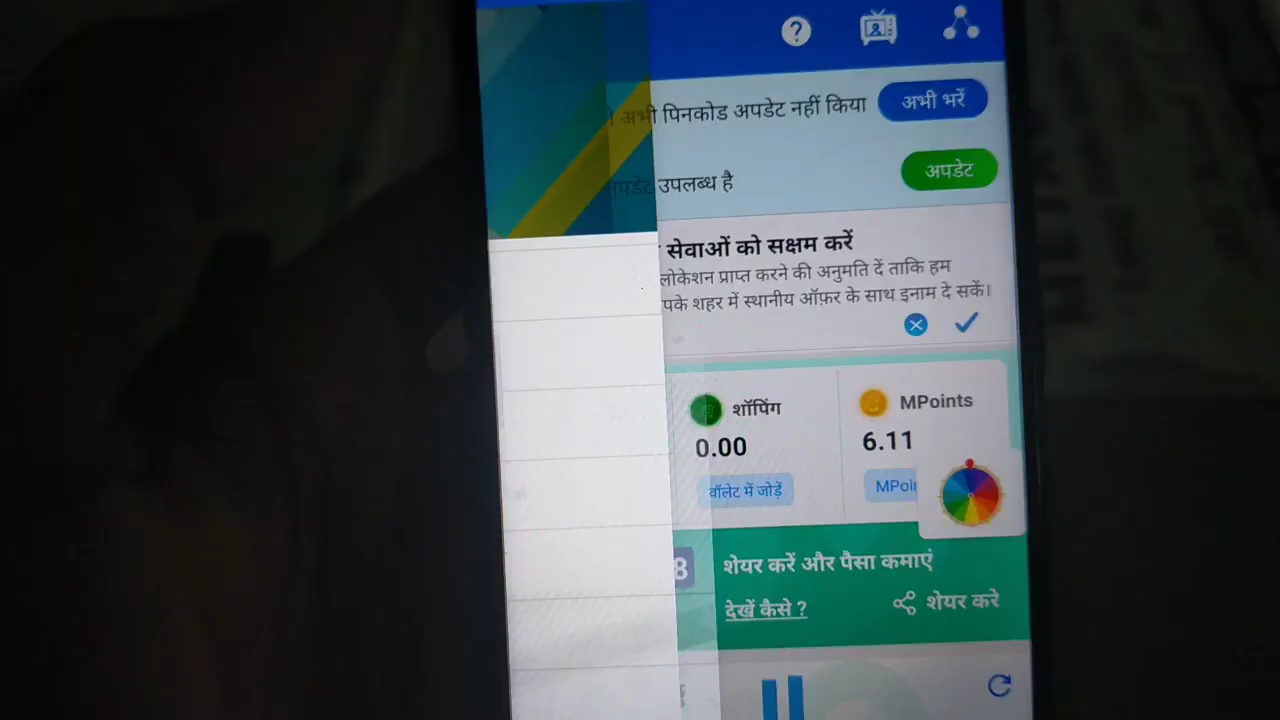 अभी पिनकोड अपडेट नहीं किया
अभी भरें
उपलब्ध है
अपडेट
सेवाओं को सक्षम करें
लोकेशन प्राप्त करने की अनुमति दें ताकि हम
पके शहर में स्थानीय ऑफ़र के साथ इनाम दे सकें।
शॉपिंग
MPoints
0.00
6.11
वॉलेट में जोड़ें
MPoi
8
शेयर करें और पैसा कमाएं
देखें कैसे ?
शेयर करे